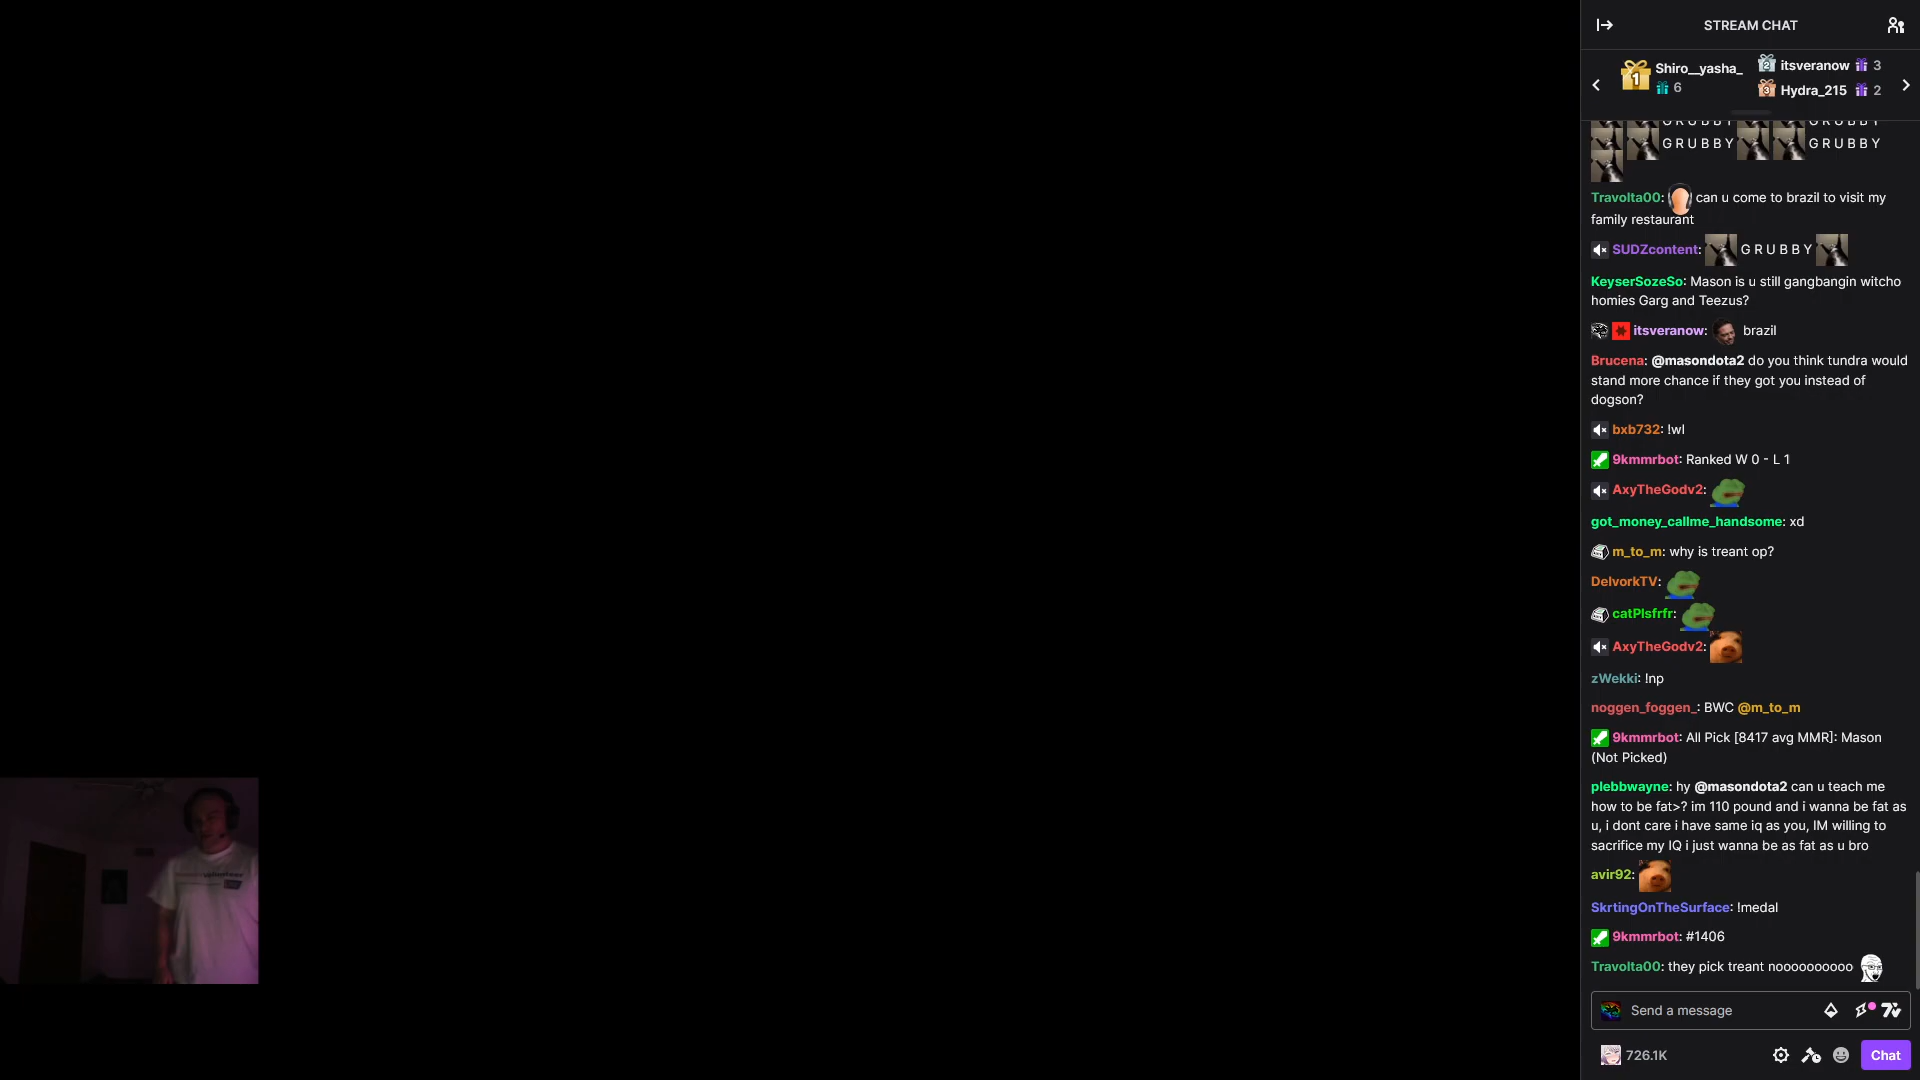 STREAM CHAT
Shiro__yasha_
6
itsveranow 3
Hydra_215 2
GRUBBY GRUBBY
GRUBBY GRUBBY
Travolta00: can u come to brazil to visit my
family restaurant
SUDZcontent: GRUBBY
KeyserSozeSo: Mason is u still gangbangin witcho
homies Garg and Teezus?
itsveranow: brazil
Brucena: @masondota2 do you think tundra would
stand more chance if they got you instead of
dogson?
bxb732: !wl
9kmmrbot: Ranked W 0 - L 1
AxyTheGodv2:
got_money_callme_handsome: xd
m_to_m: why is treant op?
DelvorkTV:
catPlsfrfr:
AxyTheGodv2:
zWekki: !np
noggen_foggen_: BWC @m_to_m
9kmmrbot: All Pick [8417 avg MMR]: Mason
(Not Picked)
plebbwayne: hy @masondota2 can u teach me
how to be fat>? im 110 pound and i wanna be fat as
u, i dont care i have same iq as you, IM willing to
sacrifice my IQ i just wanna be as fat as u bro
avir92:
SkrtingOnTheSurface: !medal
9kmmrbot: #1406
Travolta00: they pick treant noooooooooo
Send a message
726.1K
Chat